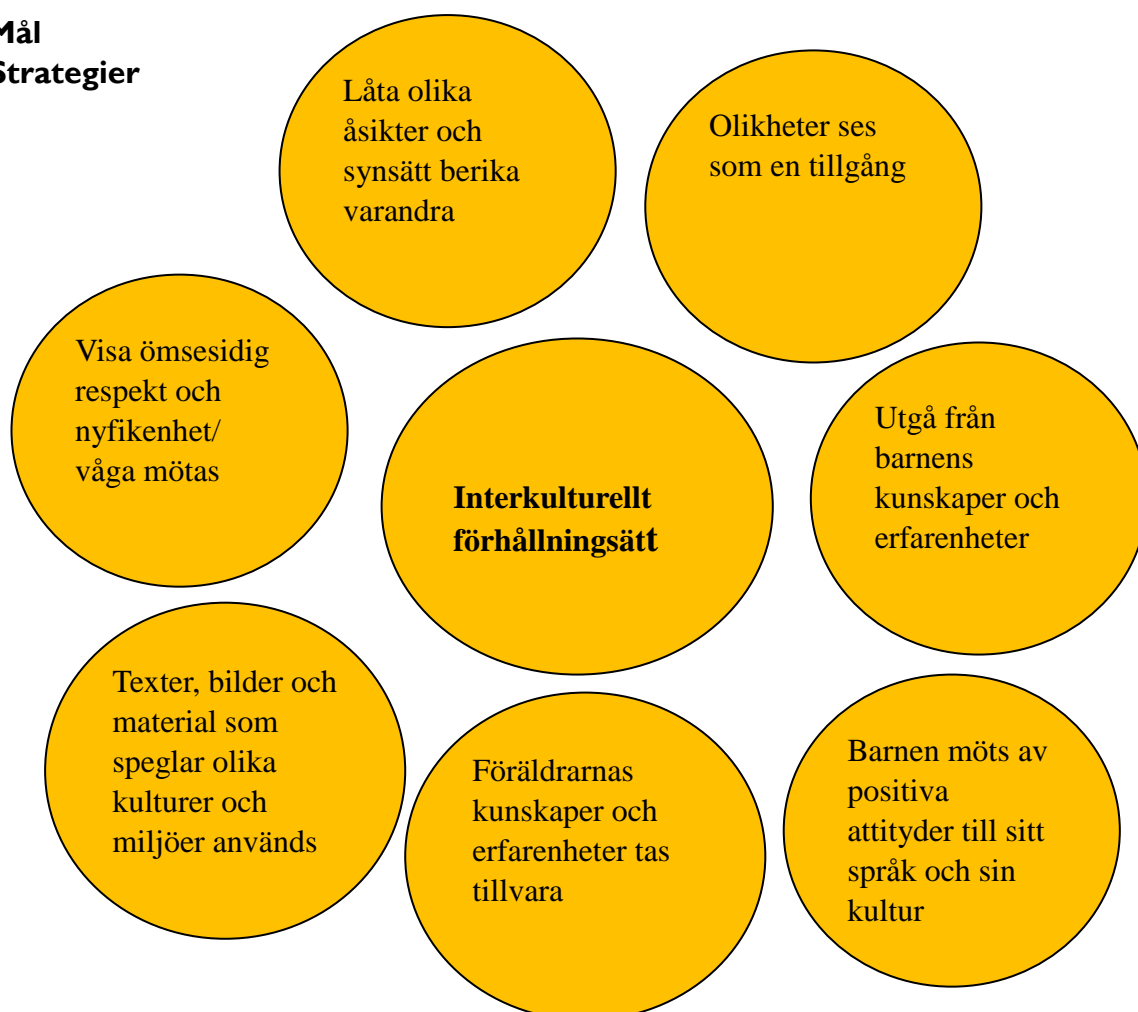 Mål
Strategier
Låta olika
åsikter och
synsätt berika
varandra
Olikheter ses
som en tillgång
Visa ömsesidig
respekt och
nyfikenhet/
våga mötas
Interkulturellt
förhållningsätt
Utgå från
barnens
kunskaper och
erfarenheter
Texter, bilder och
material som
speglar olika
kulturer och
miljöer används
Föräldrarnas
kunskaper och
erfarenheter tas
tillvara
Barnen möts av
positiva
attityder till sitt
språk och sin
kultur